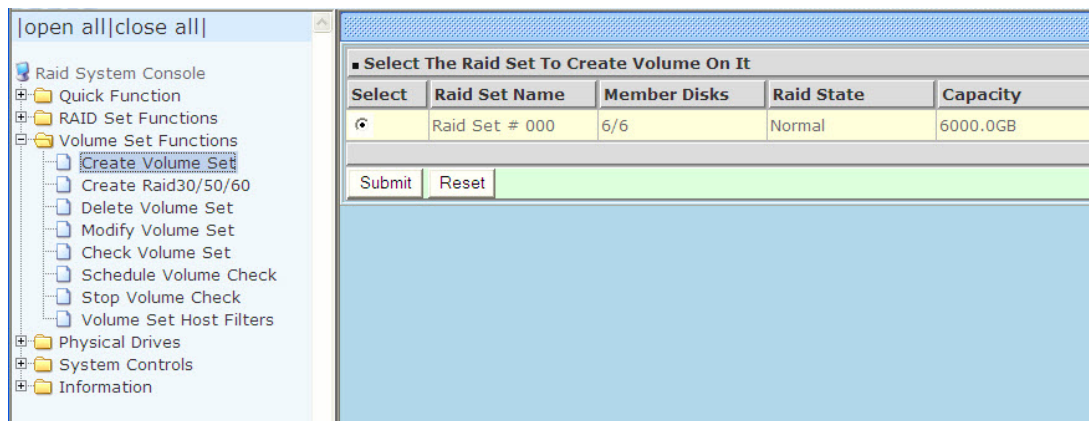 |open all|close all|
Raid System Console
Quick Function
RAID Set Functions
Volume Set Functions
Create Volume Set
Create Raid30/50/60
Delete Volume Set
Modify Volume Set
Check Volume Set
Schedule Volume Check
Stop Volume Check
Volume Set Host Filters
Physical Drives
System Controls
Information
Select The Raid Set To Create Volume On It
Select Raid Set Name Member Disks Raid State Capacity
Raid Set # 000 6/6 Normal 6000.0GB
Submit Reset